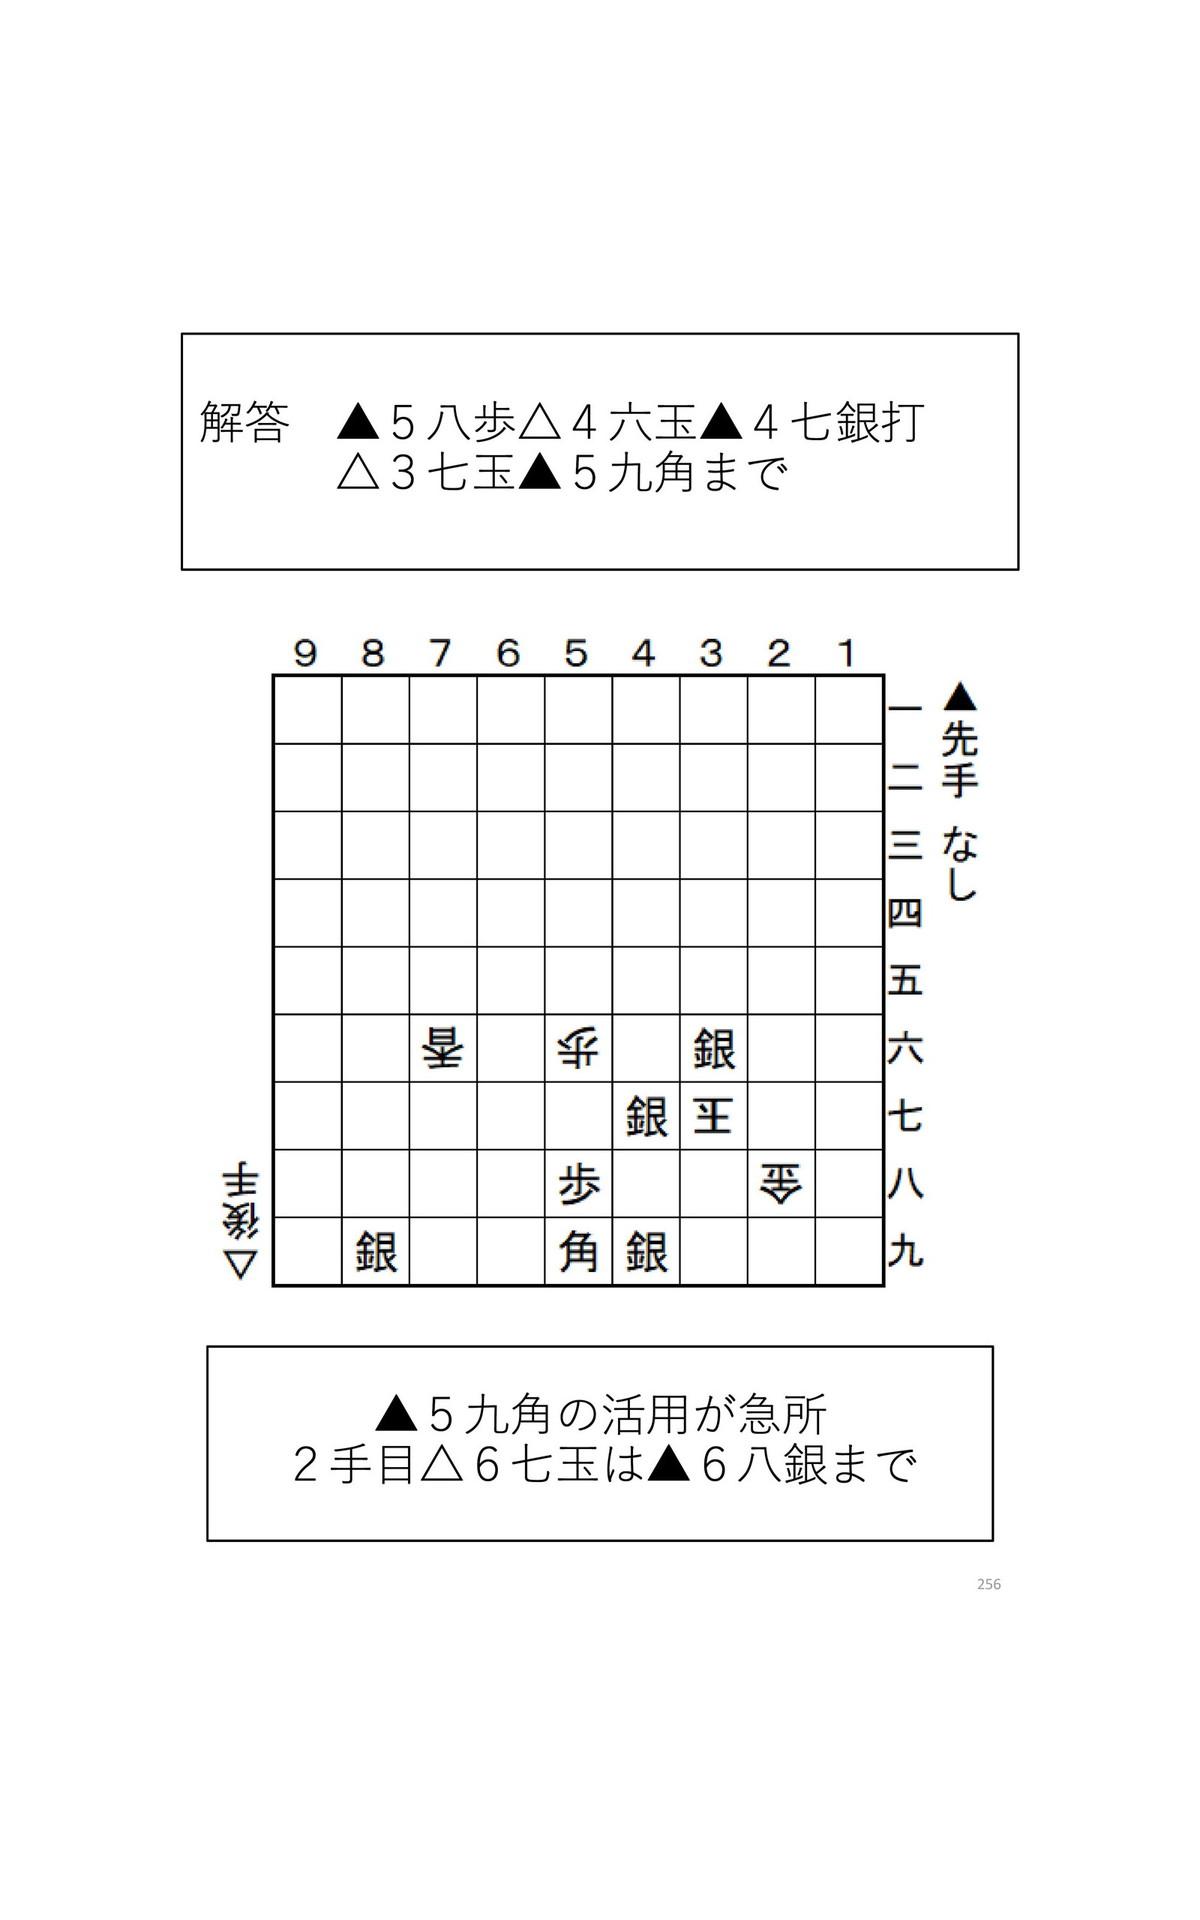 解答　▲５八歩△４六玉▲４七銀打
△３七玉▲５九角まで
９ ８ ７ ６ ５ ４ ３ ２ １
一
二
三
四
五
香 歩 銀 六
銀 王 七
歩 金 八
銀 角 銀 九
▲先手 なし
△後手
▲５九角の活用が急所
２手目△６七玉は▲６八銀まで
256